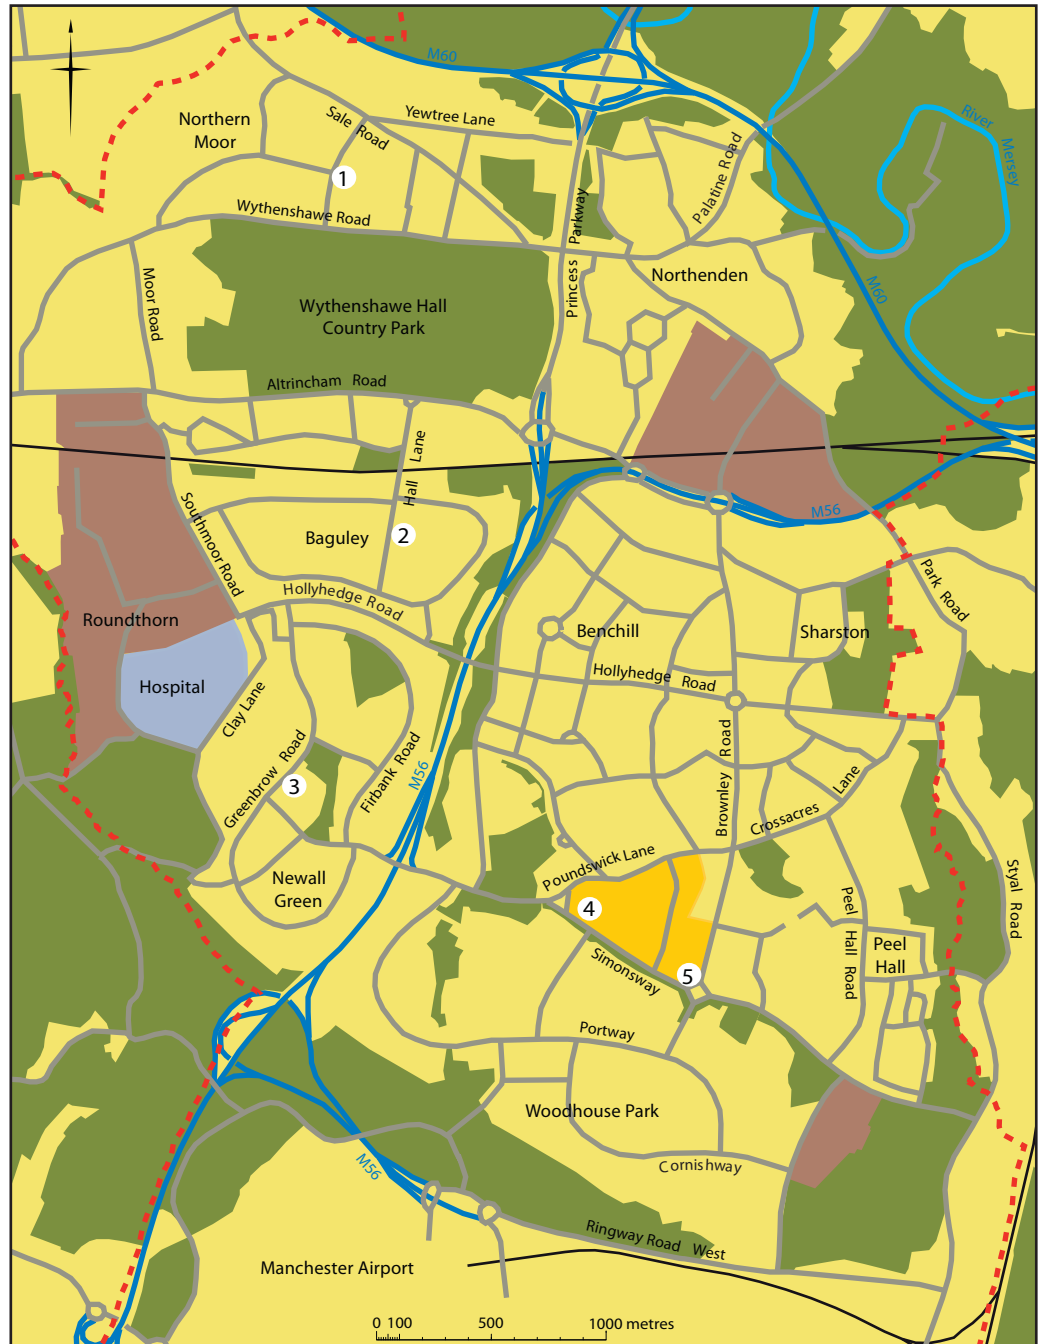 M60
Yewtree Lane
Sale Road
Northern
Moor
1
River
Mersey
Palatine Road
Wythenshawe Road
Princess Parkway
Northenden
Moor Road
M60
Wythenshawe Hall
Country Park
Altrincham Road
Hall Lane
Southmoor Road
Baguley
2
M56
Hollyhedge Road
Park Road
Roundthorn
Benchill
Sharston
Hospital
Hollyhedge Road
Clay Lane
Greenbrow Road
3
Firbank Road
M56
Brownley Road
Crossacres Lane
Newall
Green
Poundswick Lane
4
Peel Hall Road
Styal Road
Peel
Hall
Simonsway
5
Portway
Woodhouse Park
Cornishway
M56
Ringway Road West
Manchester Airport
0 100 500 1000 metres